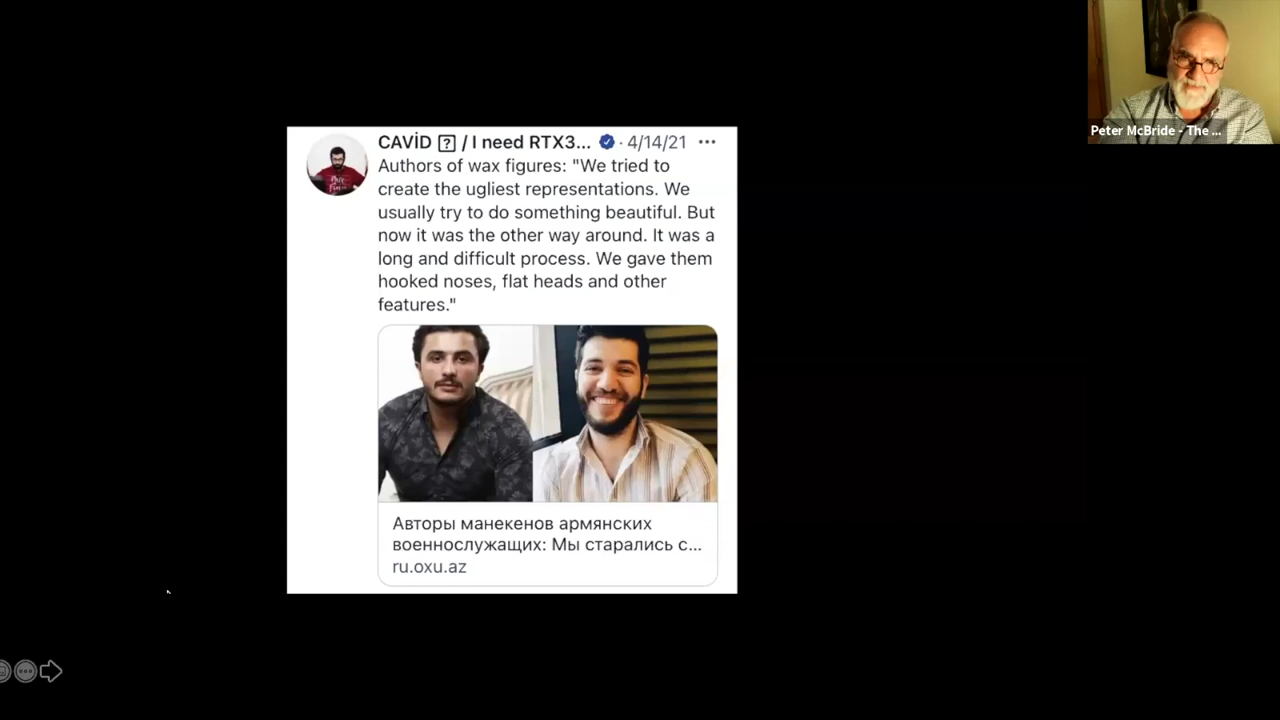 CAVİD ? / I need RTX3... · 4/14/21 ···
Authors of wax figures: "We tried to
create the ugliest representations. We
usually try to do something beautiful. But
now it was the other way around. It was a
long and difficult process. We gave them
hooked noses, flat heads and other
features."
Авторы манекенов армянских
военнослужащих: Мы старались с...
ru.oxu.az
Peter McBride - The ...